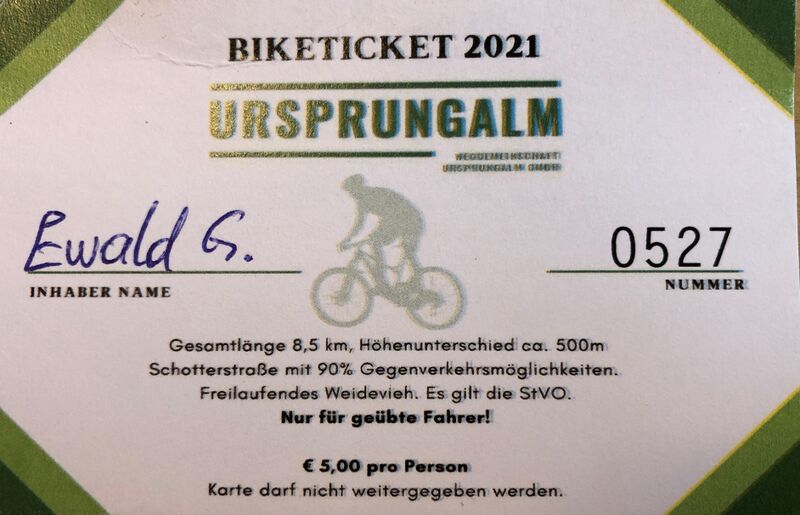 BIKETICKET 2021
URSPRUNGALM
WEGGEMEINSCHAFT
URSPRUNGALM GMBH
Ewald G.
0527
INHABER NAME
NUMMER
Gesamtlänge 8,5 km, Höhenunterschied ca. 500m
Schotterstraße mit 90% Gegenverkehrsmöglichkeiten.
Freilaufendes Weidevieh. Es gilt die StVO.
Nur für geübte Fahrer!
€ 5,00 pro Person
Karte darf nicht weitergegeben werden.